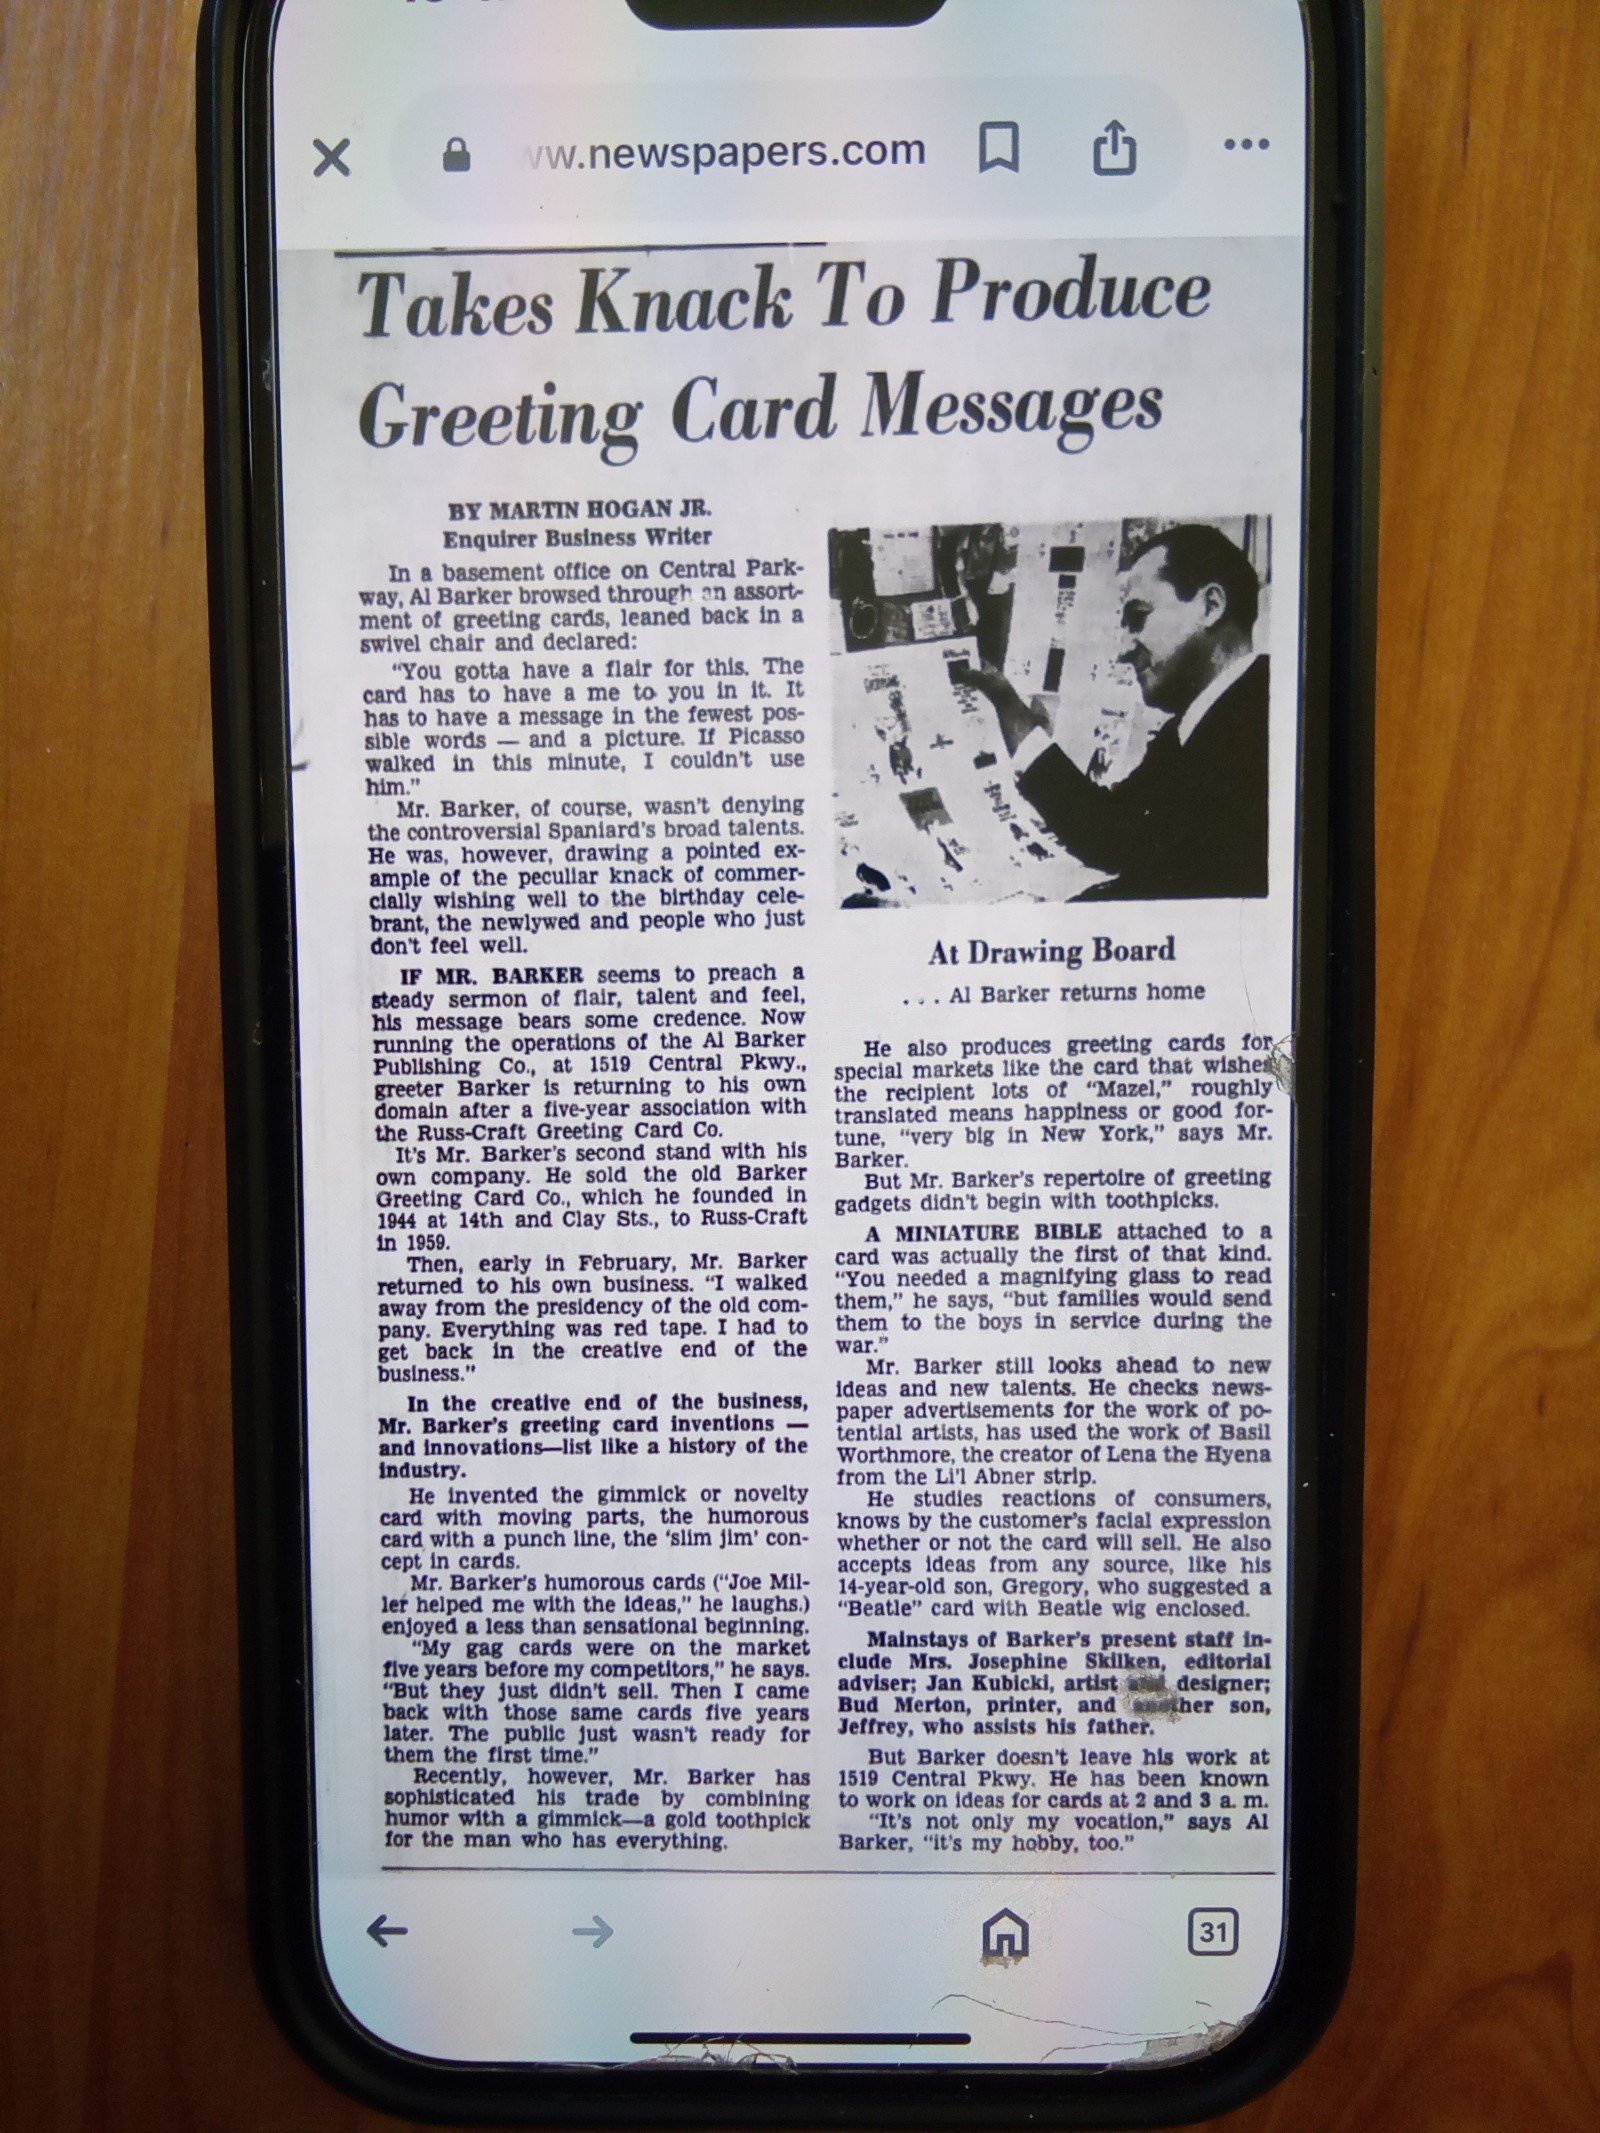 www.newspapers.com
Takes Knack To Produce
Greeting Card Messages
BY MARTIN HOGAN JR.
Enquirer Business Writer
In a basement office on Central Park-
way, Al Barker browsed through an assort-
ment of greeting cards, leaned back in a
swivel chair and declared:
"You gotta have a flair for this. The
card has to have a me to you in it. It
has to have a message in the fewest pos-
sible words — and a picture. If Picasso
walked in this minute, I couldn't use
him."
Mr. Barker, of course, wasn't denying
the controversial Spaniard's broad talents.
He was, however, drawing a pointed ex-
ample of the peculiar knack of commer-
cially wishing well to the birthday cele-
brant, the newlywed and people who just
don't feel well.
IF MR. BARKER seems to preach a
steady sermon of flair, talent and feel,
his message bears some credence. Now
running the operations of the Al Barker
Publishing Co., at 1519 Central Pkwy.,
greeter Barker is returning to his own
domain after a five-year association with
the Russ-Craft Greeting Card Co.
It's Mr. Barker's second stand with his
own company. He sold the old Barker
Greeting Card Co., which he founded in
1944 at 14th and Clay Sts., to Russ-Craft
in 1959.
Then, early in February, Mr. Barker
returned to his own business. "I walked
away from the presidency of the old com-
pany. Everything was red tape. I had to
get back in the creative end of the
business."
In the creative end of the business,
Mr. Barker's greeting card inventions —
and innovations—list like a history of the
industry.
He invented the gimmick or novelty
card with moving parts, the humorous
card with a punch line, the 'slim jim' con-
cept in cards.
Mr. Barker's humorous cards ("Joe Mil-
ler helped me with the ideas," he laughs.)
enjoyed a less than sensational beginning.
"My gag cards were on the market
five years before my competitors," he says.
"But they just didn't sell. Then I came
back with those same cards five years
later. The public just wasn't ready for
them the first time."
Recently, however, Mr. Barker has
sophisticated his trade by combining
humor with a gimmick—a gold toothpick
for the man who has everything.
At Drawing Board
. . . Al Barker returns home
He also produces greeting cards for
special markets like the card that wishes
the recipient lots of "Mazel," roughly
translated means happiness or good for-
tune, "very big in New York," says Mr.
Barker.
But Mr. Barker's repertoire of greeting
gadgets didn't begin with toothpicks.
A MINIATURE BIBLE attached to a
card was actually the first of that kind.
"You needed a magnifying glass to read
them," he says, "but families would send
them to the boys in service during the
war."
Mr. Barker still looks ahead to new
ideas and new talents. He checks news-
paper advertisements for the work of po-
tential artists, has used the work of Basil
Worthmore, the creator of Lena the Hyena
from the Li'l Abner strip.
He studies reactions of consumers,
knows by the customer's facial expression
whether or not the card will sell. He also
accepts ideas from any source, like his
14-year-old son, Gregory, who suggested a
"Beatle" card with Beatle wig enclosed.
Mainstays of Barker's present staff in-
clude Mrs. Josephine Skilken, editorial
adviser; Jan Kubicki, artist and designer;
Bud Merton, printer, and another son,
Jeffrey, who assists his father.
But Barker doesn't leave his work at
1519 Central Pkwy. He has been known
to work on ideas for cards at 2 and 3 a. m.
"It's not only my vocation," says Al
Barker, "it's my hobby, too."
31